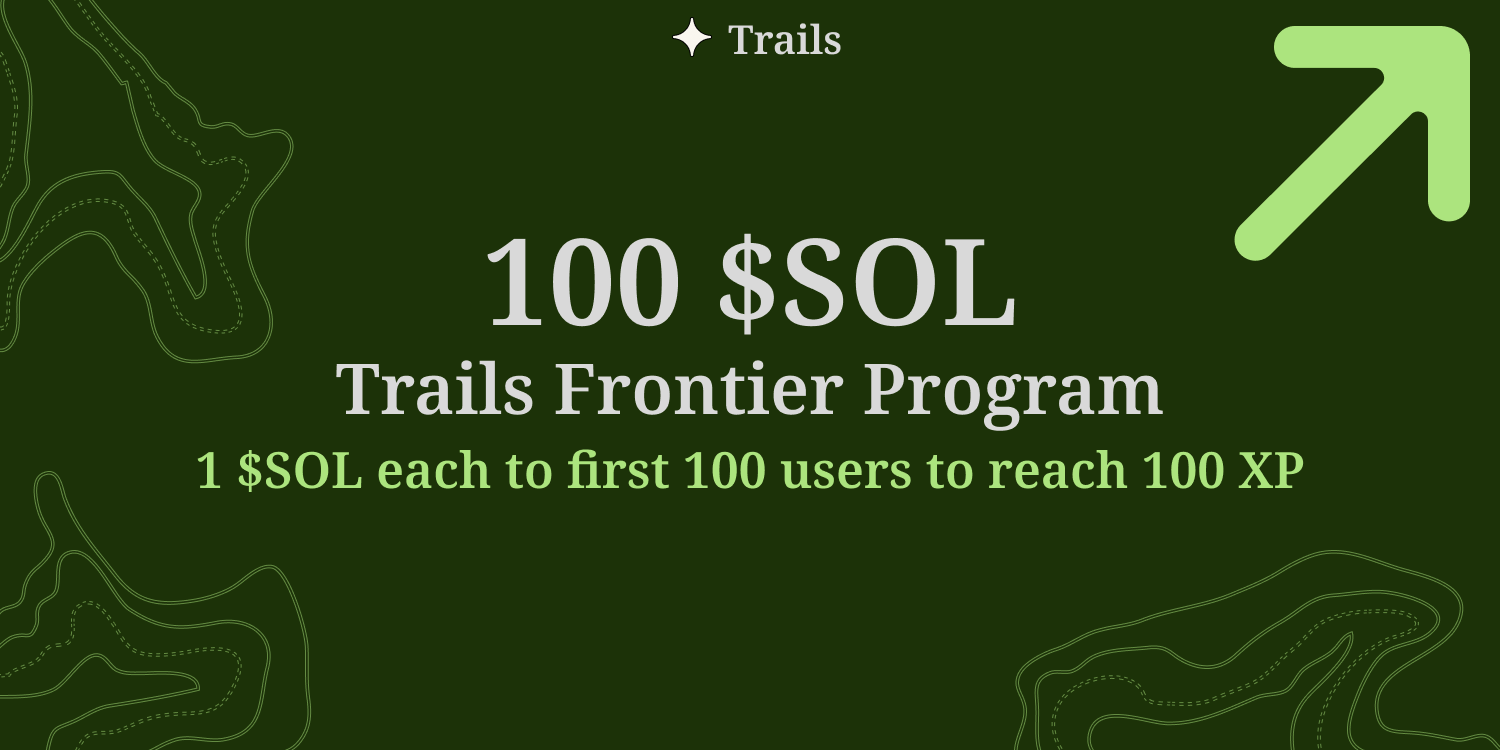 Trails
100 $SOL
Trails Frontier Program
1 $SOL each to first 100 users to reach 100 XP